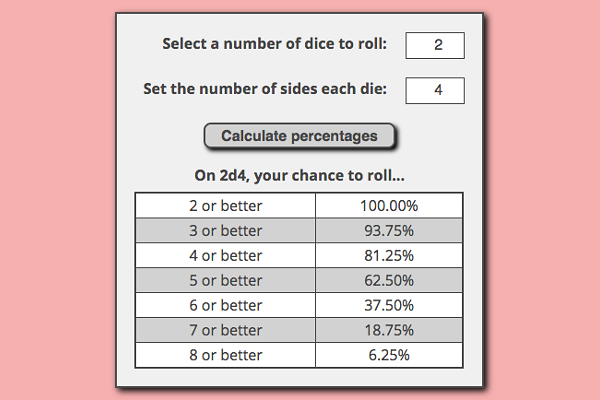 Select a number of dice to roll: 2
Set the number of sides each die: 4
Calculate percentages
On 2d4, your chance to roll...
2 or better 100.00%
3 or better 93.75%
4 or better 81.25%
5 or better 62.50%
6 or better 37.50%
7 or better 18.75%
8 or better 6.25%